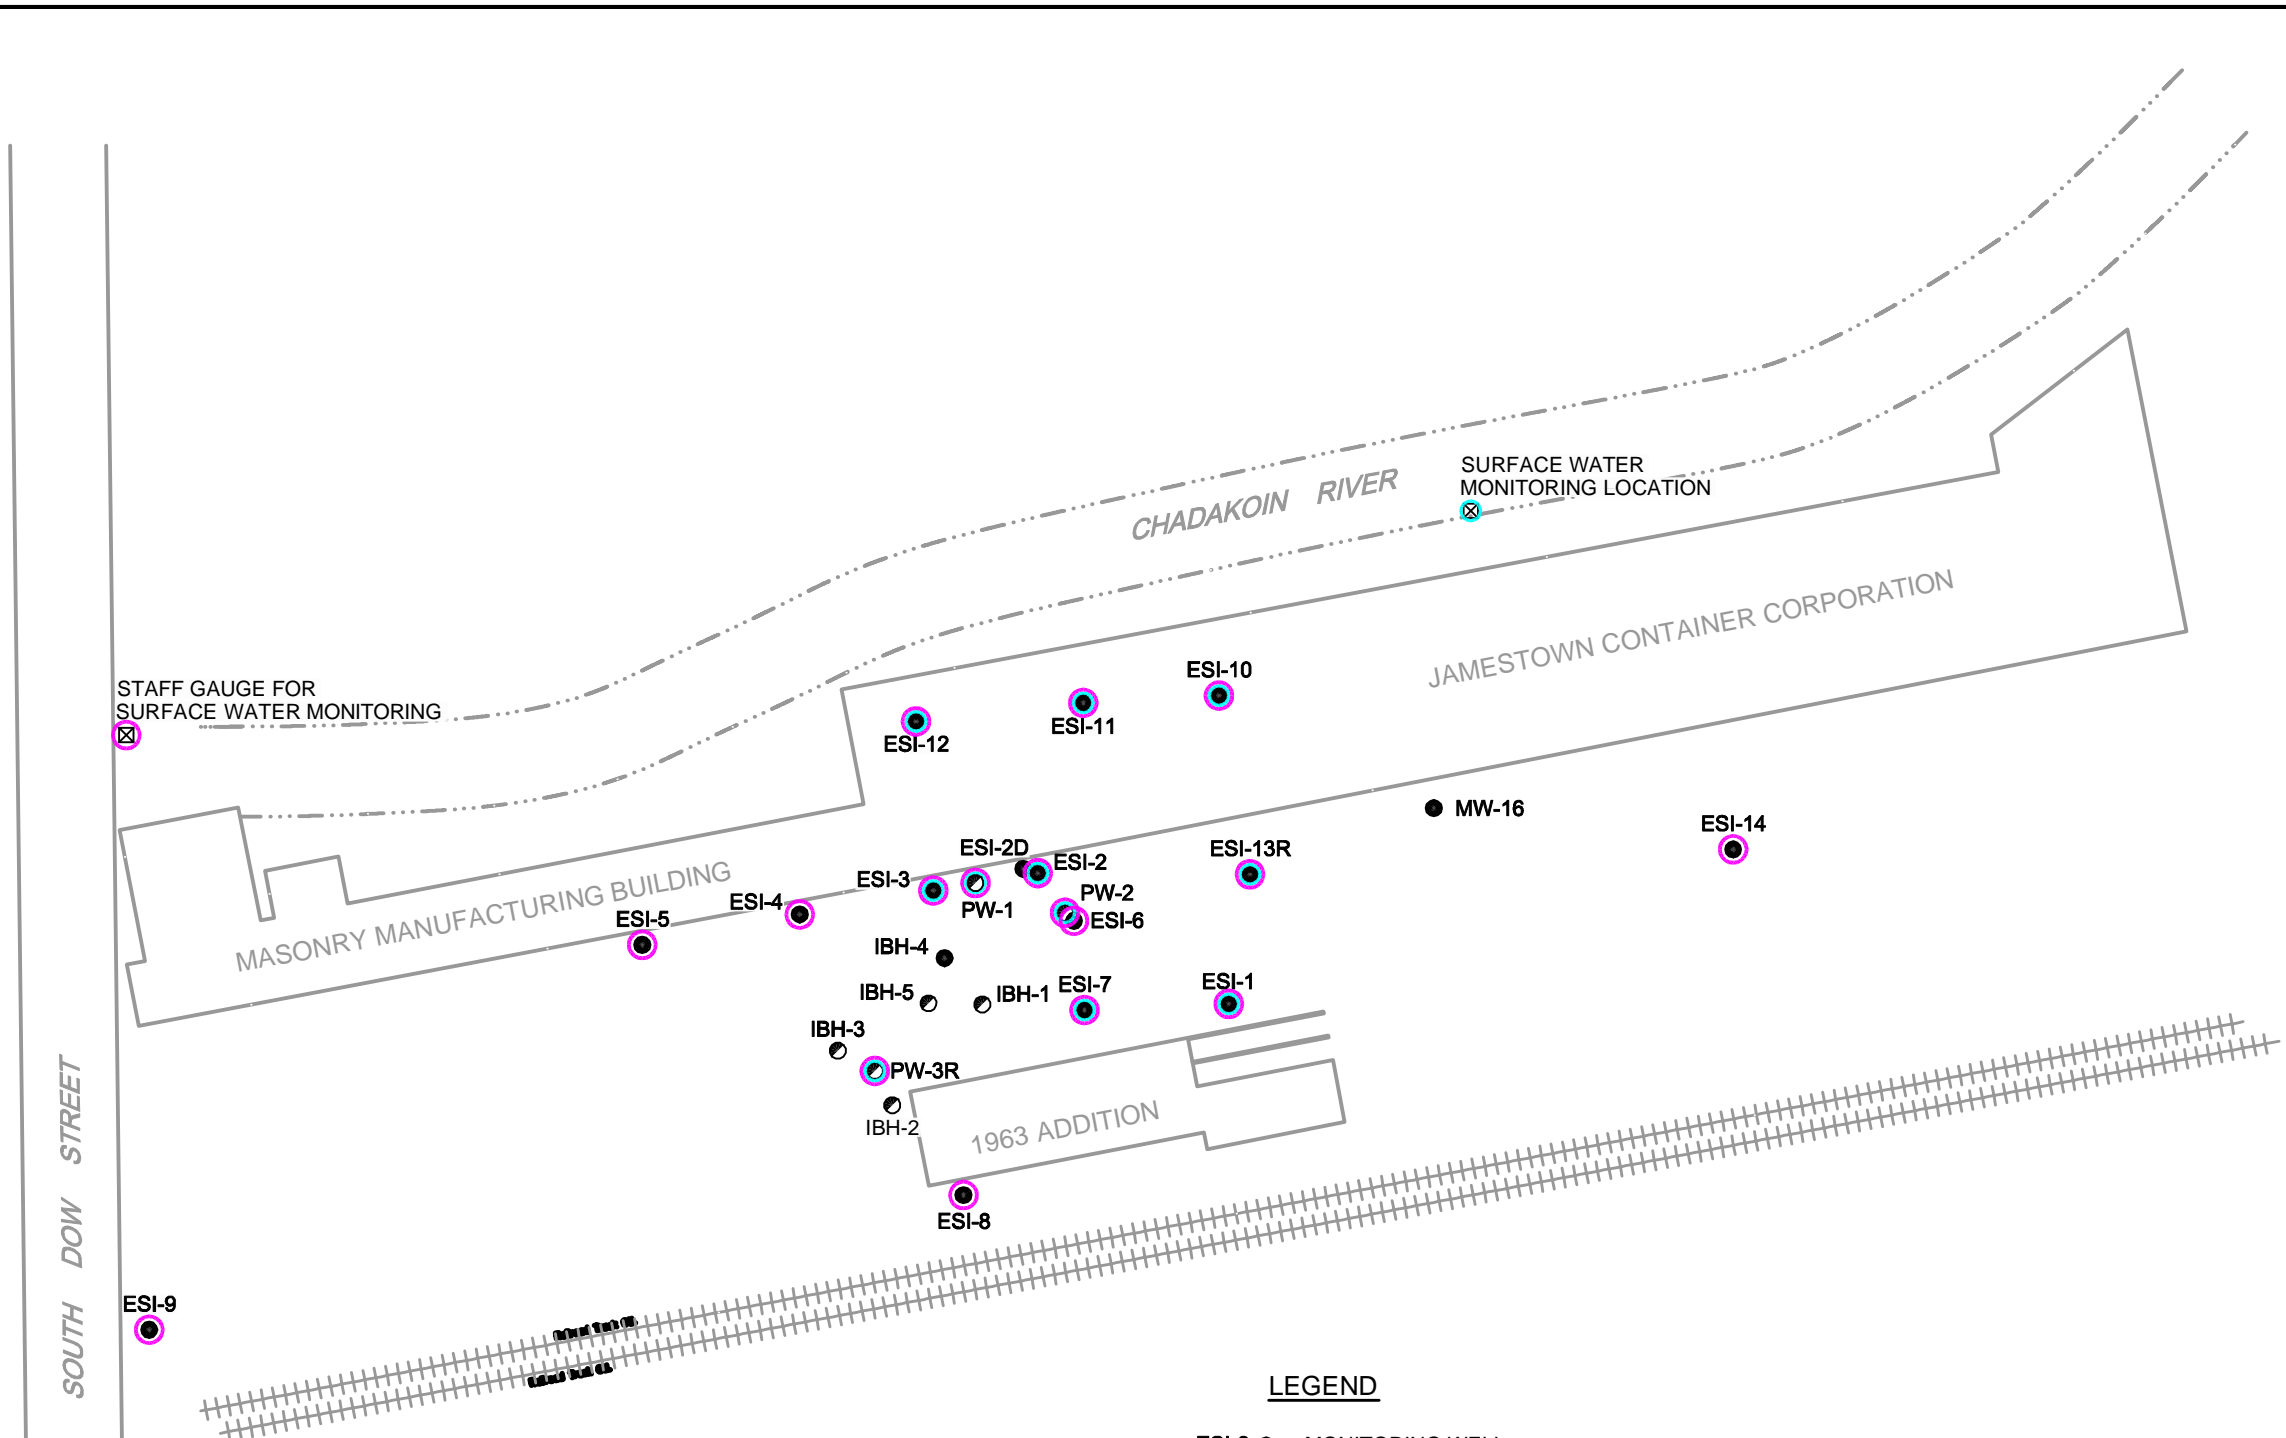 SURFACE WATER
MONITORING LOCATION
CHADAKOIN RIVER
JAMESTOWN CONTAINER CORPORATION
STAFF GAUGE FOR
SURFACE WATER MONITORING
ESI-10
ESI-11
ESI-12
MW-16
ESI-14
ESI-13R
ESI-2D
ESI-2
ESI-3
PW-1
PW-2
ESI-6
ESI-4
ESI-5
MASONRY MANUFACTURING BUILDING
IBH-4
IBH-5
IBH-1
ESI-7
ESI-1
IBH-3
PW-3R
IBH-2
1963 ADDITION
ESI-8
SOUTH DOW STREET
ESI-9
LEGEND
MONITORING WELL